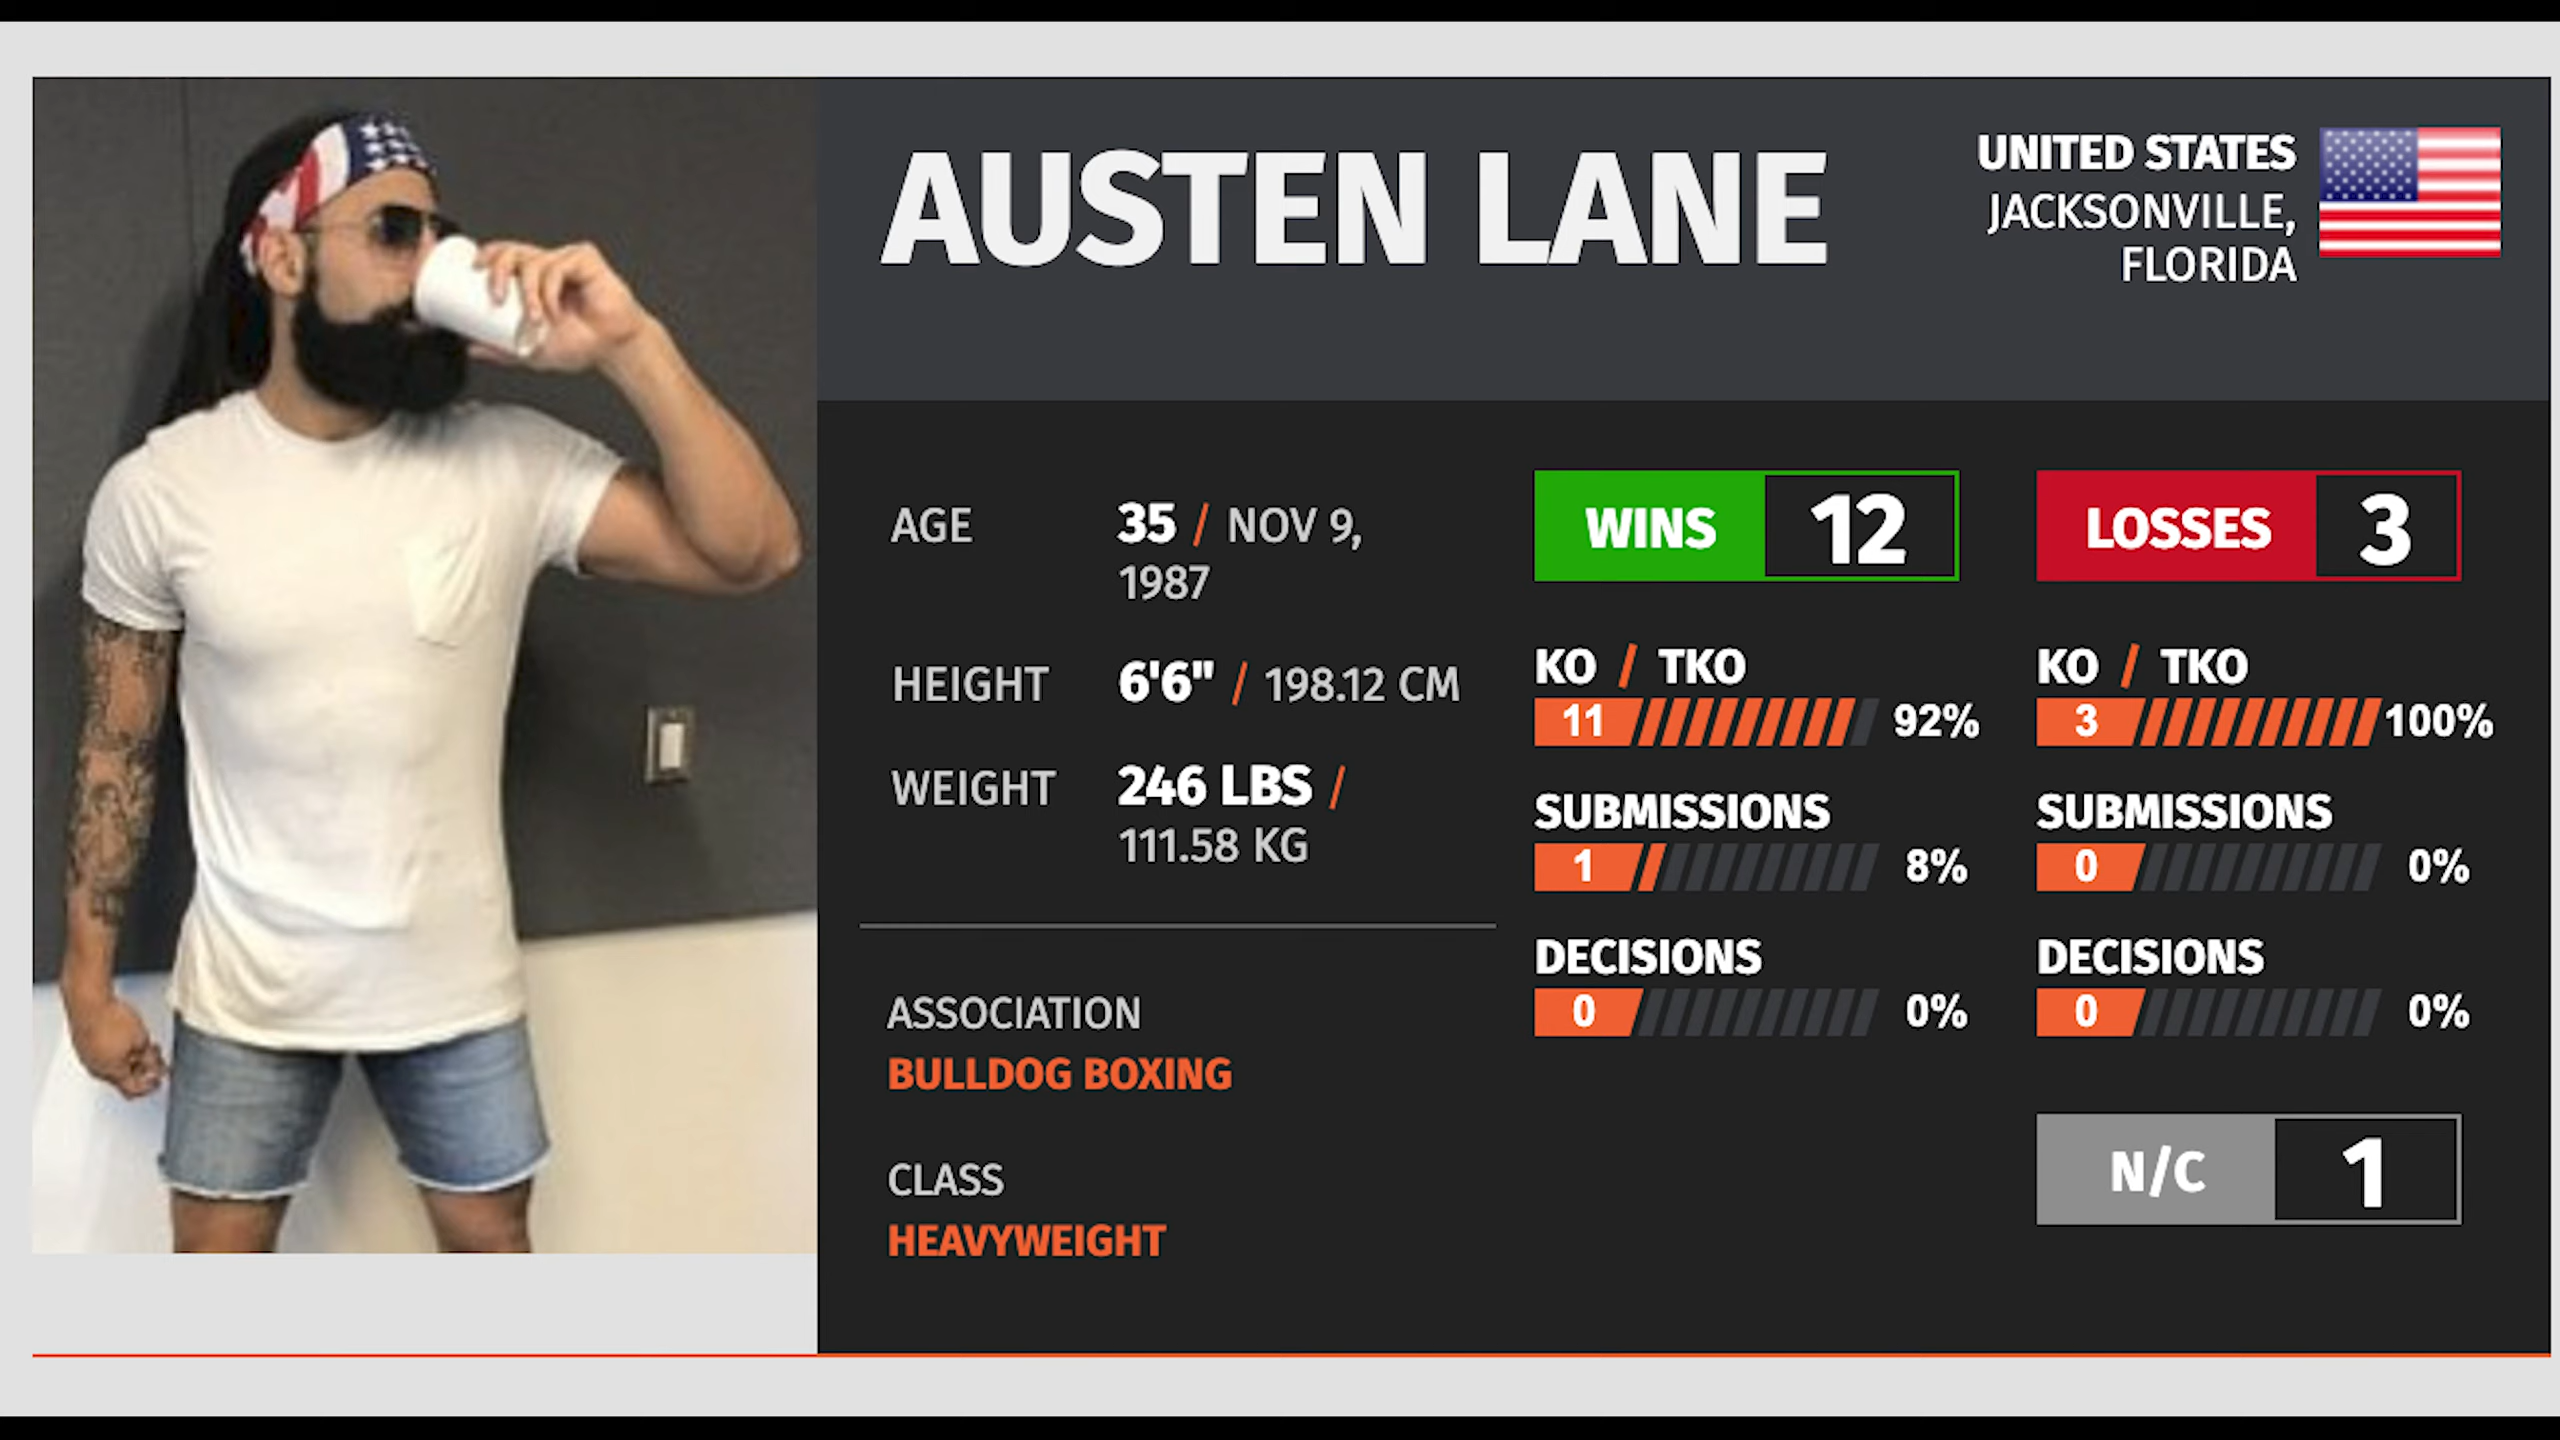 AUSTEN LANE
UNITED STATES
JACKSONVILLE,
FLORIDA
AGE
35 / NOV 9,
1987
HEIGHT
6'6" / 198.12 CM
WEIGHT
246 LBS /
111.58 KG
ASSOCIATION
BULLDOG BOXING
CLASS
HEAVYWEIGHT
WINS 12
KO / TKO
11 92%
SUBMISSIONS
1 8%
DECISIONS
0 0%
LOSSES 3
KO / TKO
3 100%
SUBMISSIONS
0 0%
DECISIONS
0 0%
N/C 1